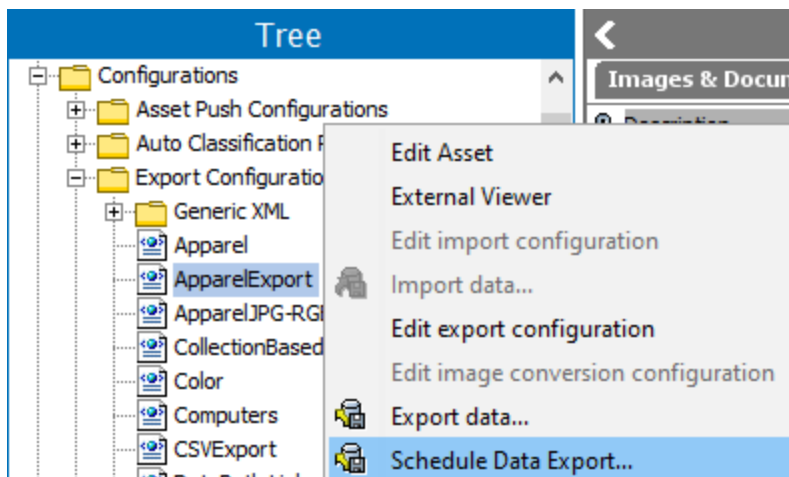 Tree
Configurations
Asset Push Configurations
Auto Classification
Export Configuratio
Generic XML
Apparel
ApparelExport
ApparelJPG-RG
CollectionBased
Color
Computers
CSVExport
Images & Docu
Description
Edit Asset
External Viewer
Edit import configuration
Import data...
Edit export configuration
Edit image conversion configuration
Export data...
Schedule Data Export...